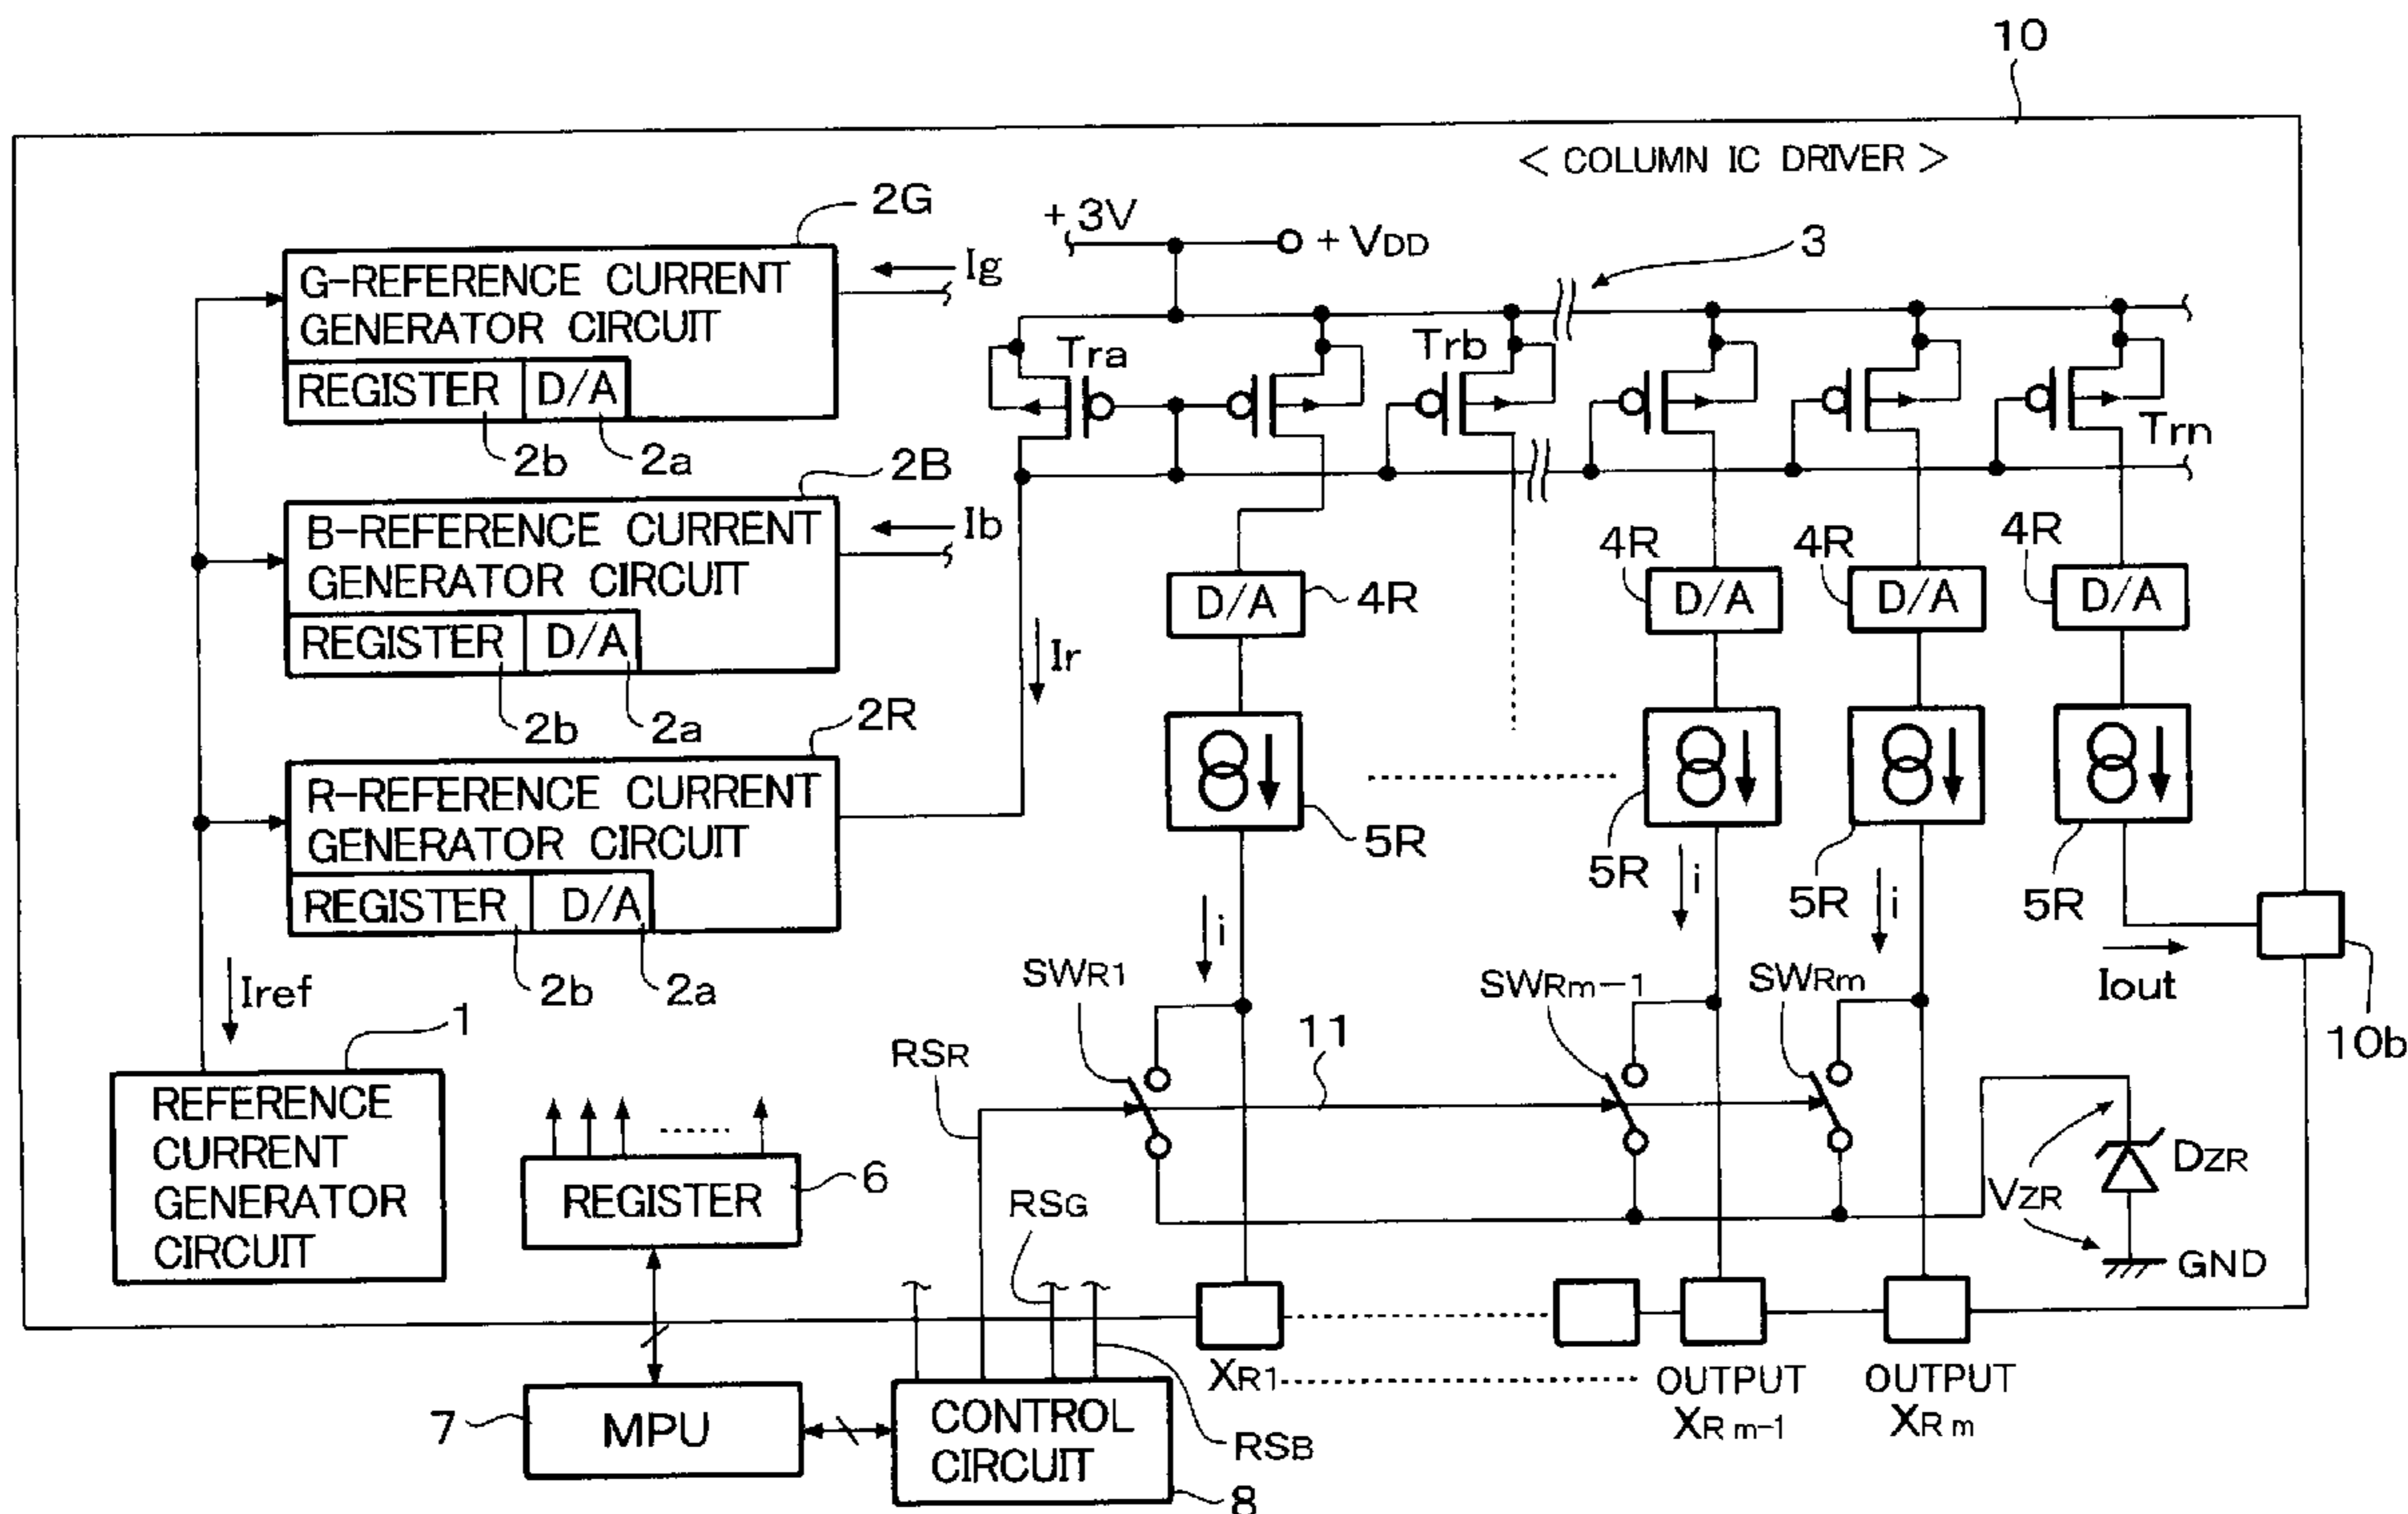 10
< COLUMN IC DRIVER >
2G
+ 3V
+ VDD
3
G-REFERENCE CURRENT
GENERATOR CIRCUIT
REGISTER D/A
Ig
2b 2a
Tra
Trb
Trn
2B
B-REFERENCE CURRENT
GENERATOR CIRCUIT
REGISTER D/A
Ib
2b 2a
4R
4R
4R
4R
D/A
D/A
D/A
D/A
Ir
2R
R-REFERENCE CURRENT
GENERATOR CIRCUIT
REGISTER D/A
2b 2a
5R
5R
5R
5R
i
i
i
Iout
10b
Iref
1
REFERENCE
CURRENT
GENERATOR
CIRCUIT
SWR1
SWRm-1
SWRm
RSR
11
REGISTER
6
RSG
VZR
DZR
GND
XR1
OUTPUT
XR m-1
OUTPUT
XR m
7
MPU
CONTROL
CIRCUIT
RSB
8